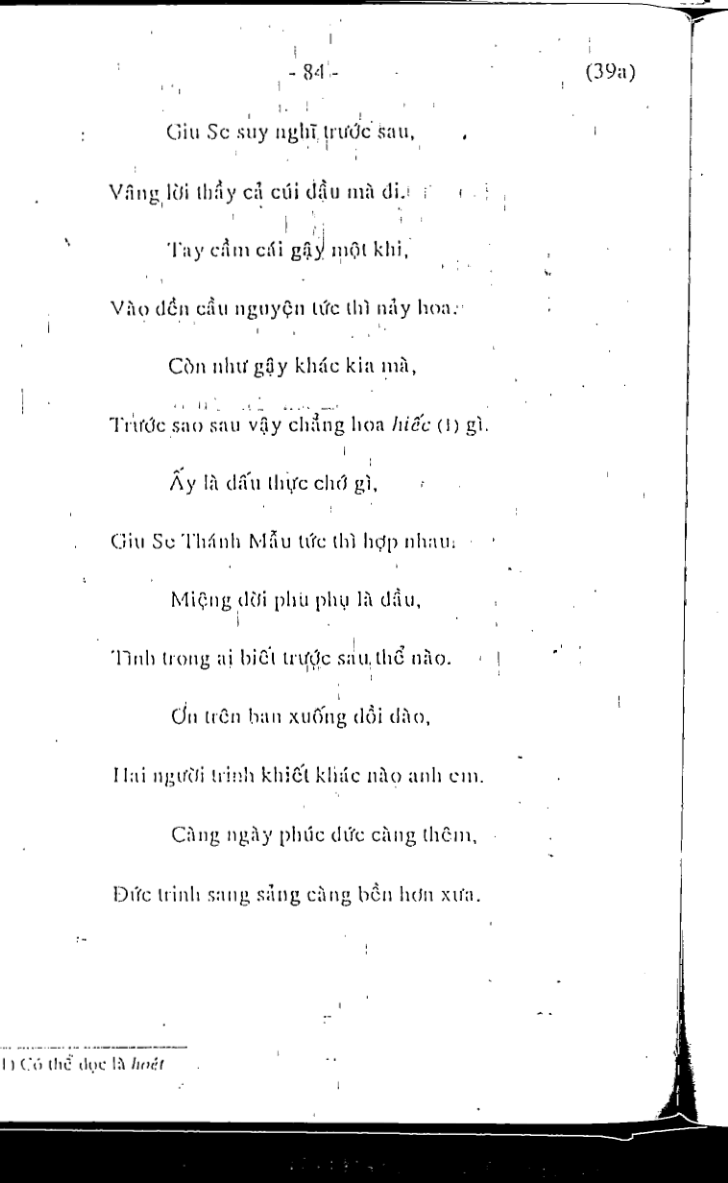 - 84 - (39a)
Giu Se suy nghĩ trước sau,
Vâng lời thầy cả cúi đầu mà đi.
Tay cầm cái gậy một khi,
Vào đền cầu nguyện tức thì nảy hoa.
Còn như gậy khác kia mà,
Trước sao sau vậy chẳng hoa hiếc (1) gì.
Ấy là dấu thực chớ gì,
Giu Se Thánh Mẫu tức thì hợp nhau.
Miệng đời phu phụ là dầu,
Tình trong ai biết trước sau thế nào.
Ơn trên ban xuống dồi dào,
Hai người trinh khiết khác nào anh em.
Càng ngày phúc đức càng thêm,
Đức trinh sang sảng càng bền hơn xưa.
1) Có thể đọc là hoét